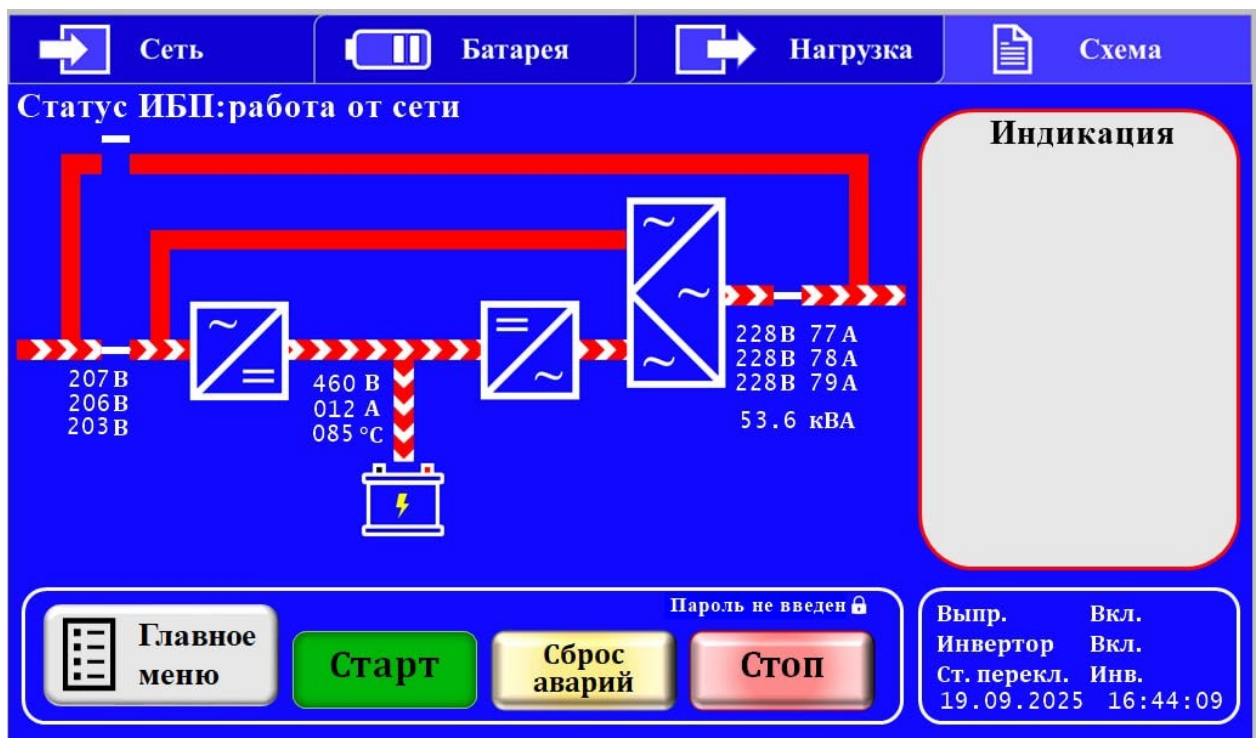 Сеть
Батарея
Нагрузка
Схема
Статус ИБП:работа от сети
Индикация
207В
206В
203В
460 В
012 А
085 °С
228В 77А
228В 78А
228В 79А
53.6 кВА
Пароль не введен
Главное
меню
Старт
Сброс
аварий
Стоп
Выпр. Вкл.
Инвертор Вкл.
Ст. перекл. Инв.
19.09.2025 16:44:09